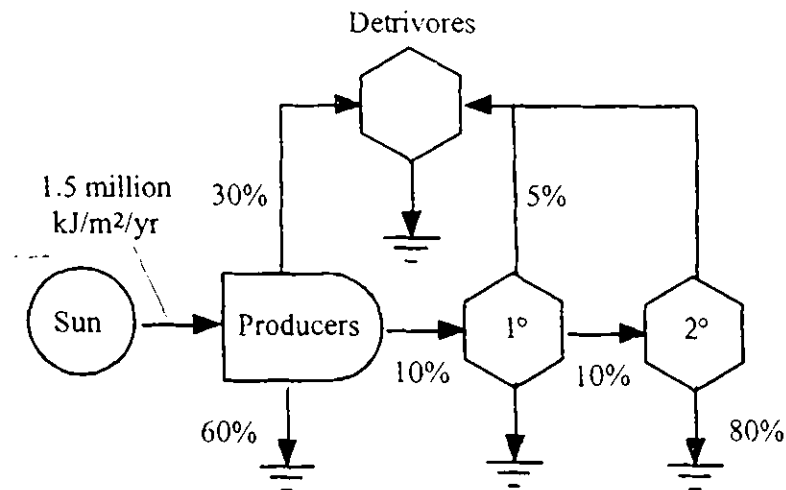 Detrivores
1.5 million
kJ/m²/yr
30%
5%
Sun
Producers
1°
2°
10%
10%
60%
80%